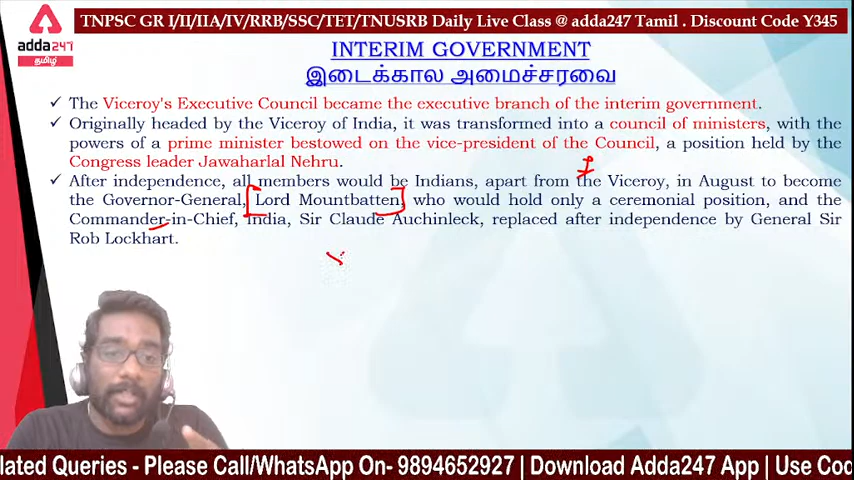 TNPSC GR I/II/IIA/IV/RRB/SSC/TET/TNUSRB Daily Live Class @ adda247 Tamil . Discount Code Y345
adda247
தமிழ்
INTERIM GOVERNMENT
இடைக்கால அமைச்சரவை
✓ The Viceroy's Executive Council became the executive branch of the interim government.
✓ Originally headed by the Viceroy of India, it was transformed into a council of ministers, with the
powers of a prime minister bestowed on the vice-president of the Council, a position held by the
Congress leader Jawaharlal Nehru.
✓ After independence, all members would be Indians, apart from the Viceroy, in August to become
the Governor-General, Lord Mountbatten, who would hold only a ceremonial position, and the
Commander-in-Chief, India, Sir Claude Auchinleck, replaced after independence by General Sir
Rob Lockhart.
lated Queries - Please Call/WhatsApp On- 9894652927 | Download Adda247 App | Use Co